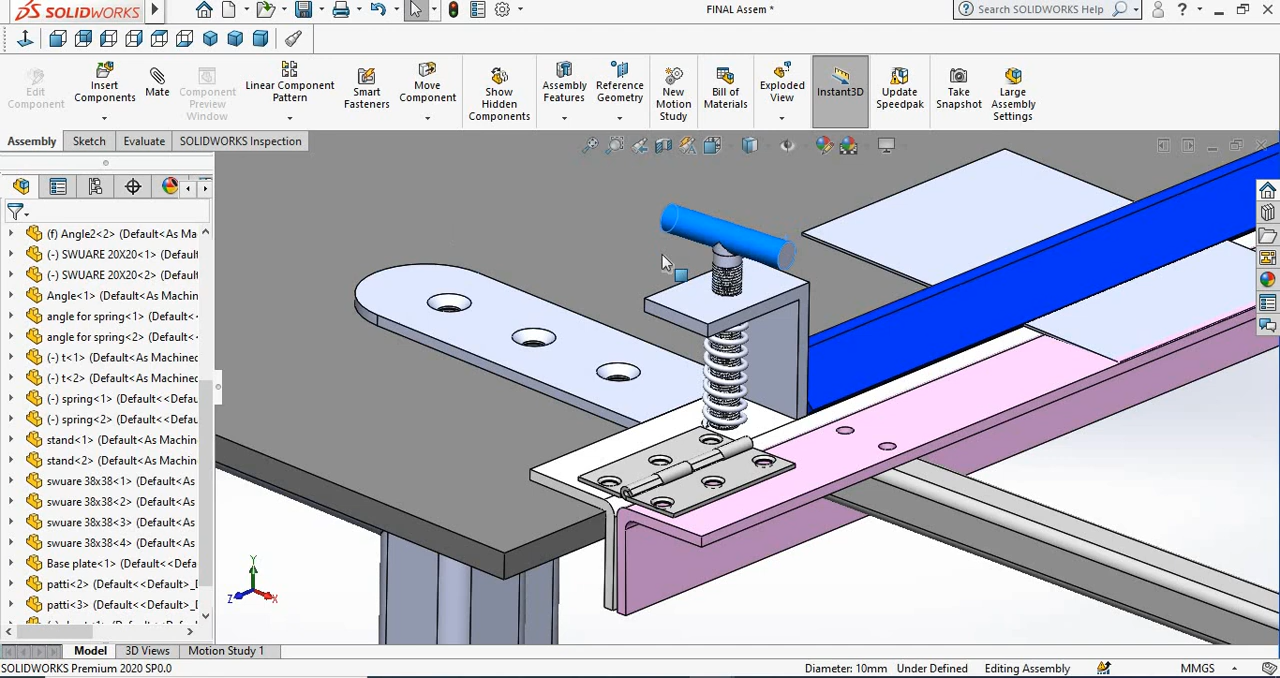 SOLIDWORKS
FINAL Assem *
Search SOLIDWORKS Help
?
Edit Component
Insert Components
Mate
Component Preview Window
Linear Component Pattern
Smart Fasteners
Move Component
Show Hidden Components
Assembly Features
Reference Geometry
New Motion Study
Bill of Materials
Exploded View
Instant3D
Update Speedpak
Take Snapshot
Large Assembly Settings
Assembly
Sketch
Evaluate
SOLIDWORKS Inspection
(f) Angle2<2> (Default<As Ma
(-) SWUARE 20X20<1> (Default
(-) SWUARE 20X20<2> (Default
Angle<1> (Default<As Machine
angle for spring<1> (Default<
angle for spring<2> (Default<
(-) t<1> (Default<As Machined
(-) t<2> (Default<As Machined
(-) spring<1> (Default<<Defau
(-) spring<2> (Default<<Defau
stand<1> (Default<As Machine
stand<2> (Default<As Machine
swuare 38x38<1> (Default<As
swuare 38x38<2> (Default<As
swuare 38x38<3> (Default<As
swuare 38x38<4> (Default<As
Base plate<1> (Default<<Defa
patti<2> (Default<<Default>_D
patti<3> (Default<<Default>_D
Y
Z
X
Model
3D Views
Motion Study 1
SOLIDWORKS Premium 2020 SP0.0
Diameter: 10mm
Under Defined
Editing Assembly
MMGS